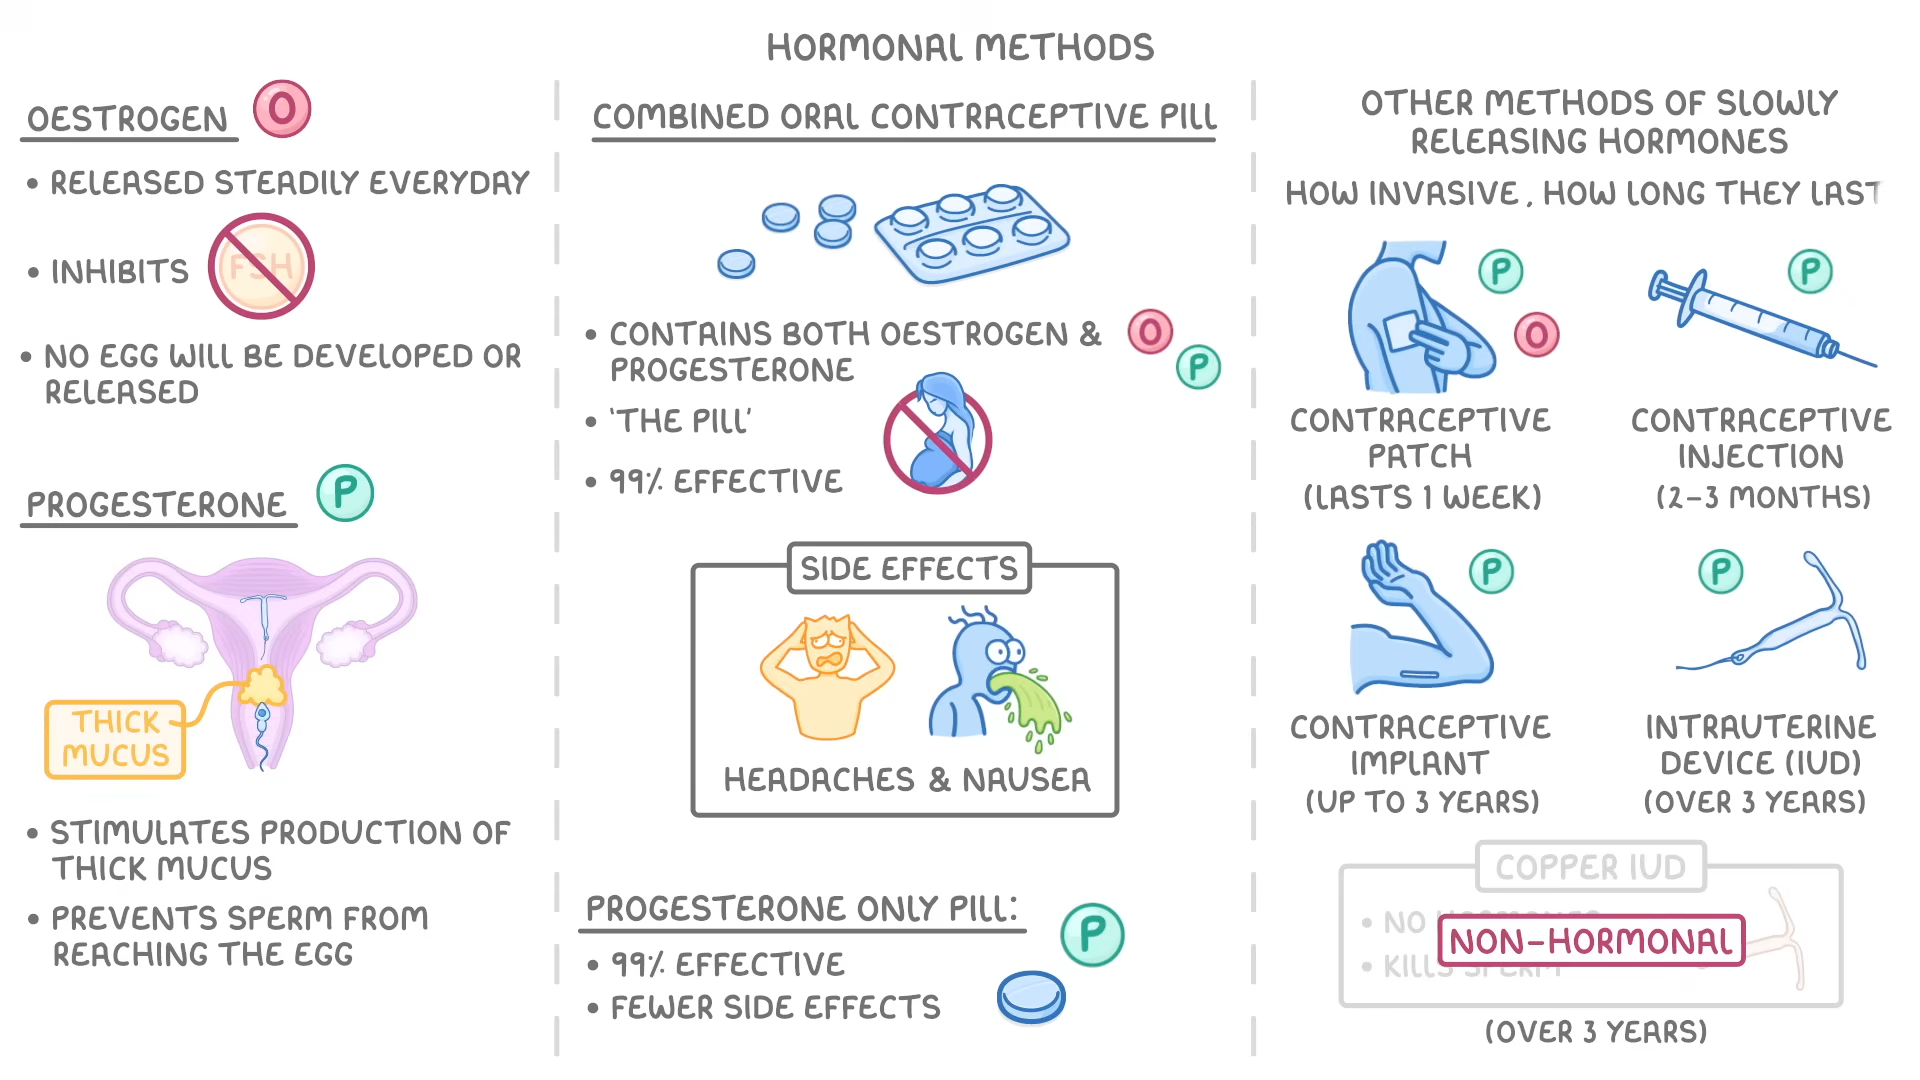 HORMONAL METHODS
OESTROGEN O
• RELEASED STEADILY EVERYDAY
• INHIBITS FSH
• NO EGG WILL BE DEVELOPED OR
RELEASED
PROGESTERONE P
THICK
MUCUS
• STIMULATES PRODUCTION OF
THICK MUCUS
• PREVENTS SPERM FROM
REACHING THE EGG
COMBINED ORAL CONTRACEPTIVE PILL
• CONTAINS BOTH OESTROGEN & O
PROGESTERONE P
• 'THE PILL'
• 99% EFFECTIVE
SIDE EFFECTS
HEADACHES & NAUSEA
PROGESTERONE ONLY PILL: P
• 99% EFFECTIVE
• FEWER SIDE EFFECTS
OTHER METHODS OF SLOWLY
RELEASING HORMONES
HOW INVASIVE, HOW LONG THEY LAST
P
O
CONTRACEPTIVE
PATCH
(LASTS 1 WEEK)
P
CONTRACEPTIVE
INJECTION
(2-3 MONTHS)
P
CONTRACEPTIVE
IMPLANT
(UP TO 3 YEARS)
P
INTRAUTERINE
DEVICE (IUD)
(OVER 3 YEARS)
COPPER IUD
• NO HORMONES
NON-HORMONAL
• KILLS SPERM
(OVER 3 YEARS)